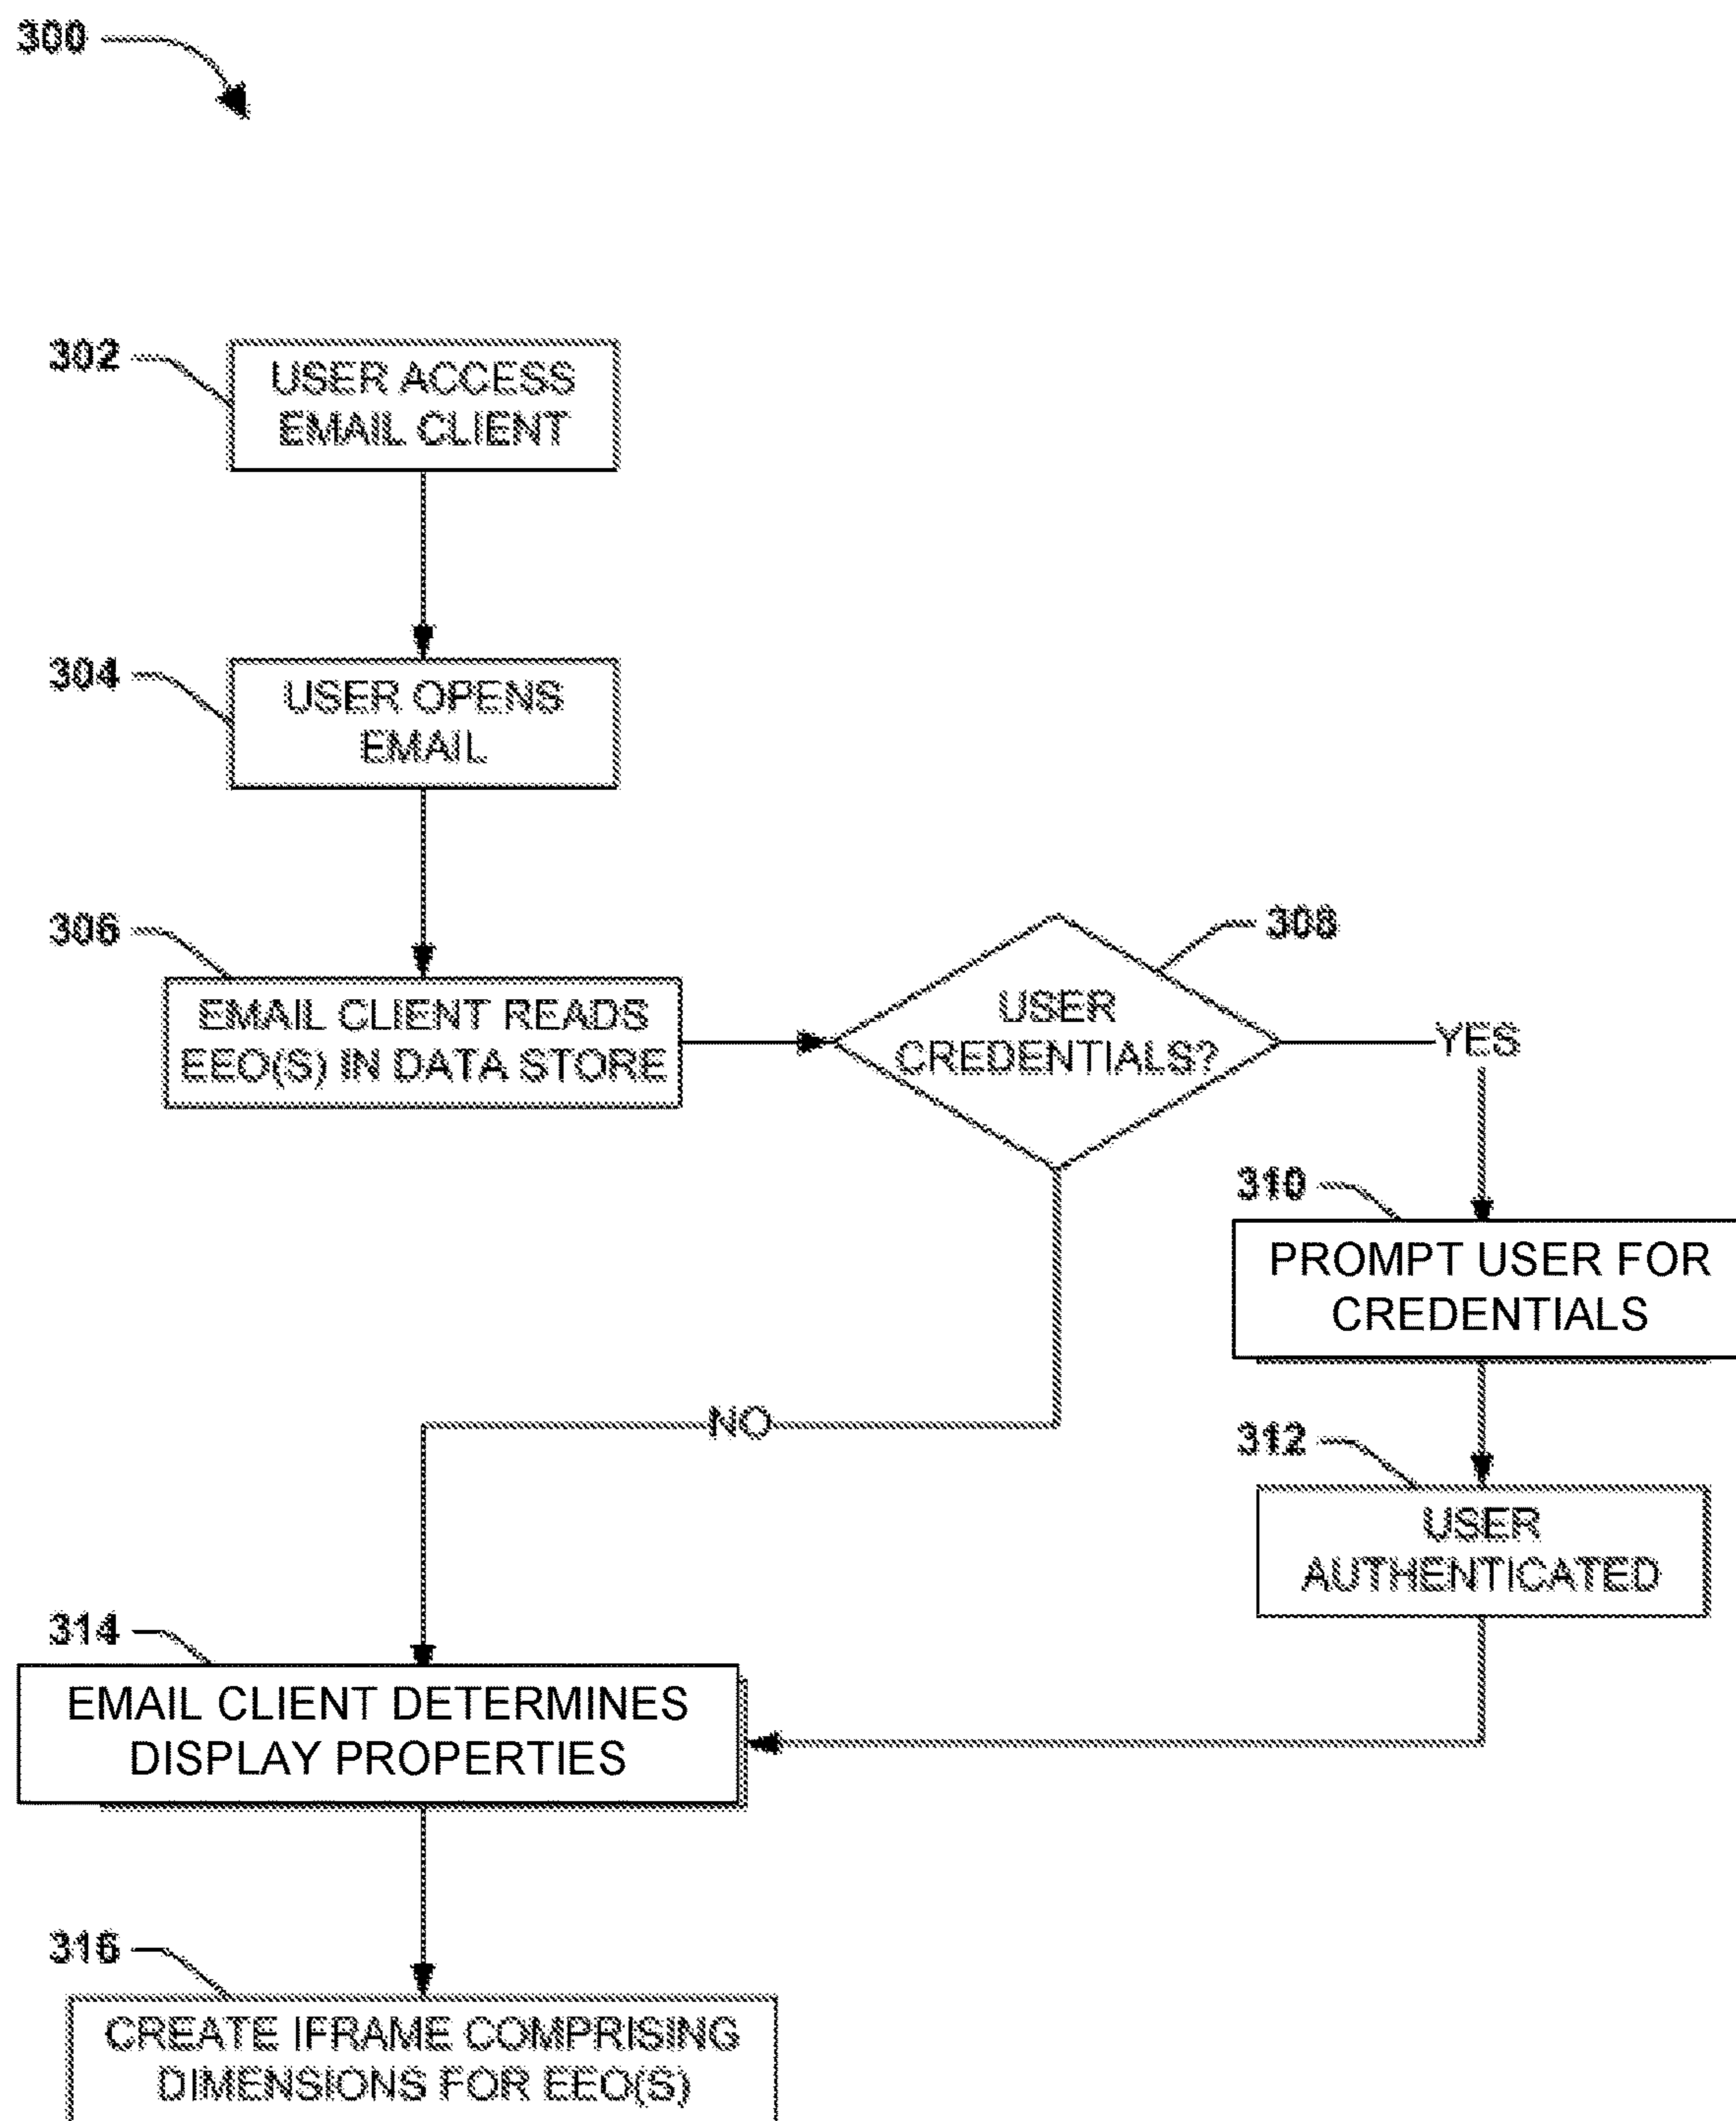 300
302
USER ACCESS
EMAIL CLIENT
304
USER OPENS
EMAIL
306
EMAIL CLIENT READS
EEO(S) IN DATA STORE
308
USER
CREDENTIALS?
YES
310
PROMPT USER FOR
CREDENTIALS
NO
312
USER
AUTHENTICATED
314
EMAIL CLIENT DETERMINES
DISPLAY PROPERTIES
316
CREATE IFRAME COMPRISING
DIMENSIONS FOR EEO(S)